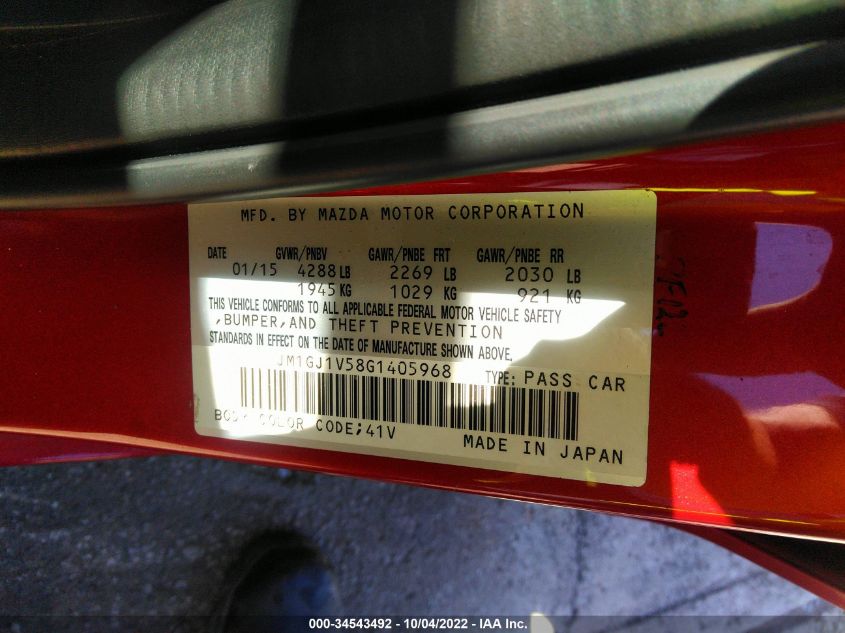 MFD. BY MAZDA MOTOR CORPORATION
DATE GVWR/PNBV GAWR/PNBE FRT GAWR/PNBE RR
01/15 4288 LB 2269 LB 2030 LB
1945 KG 1029 KG 921 KG
THIS VEHICLE CONFORMS TO ALL APPLICABLE FEDERAL MOTOR VEHICLE SAFETY
,BUMPER,AND THEFT PREVENTION
STANDARDS IN EFFECT ON THE DATE OF MANUFACTURE SHOWN ABOVE.
JM1GJ1V58G1405968 TYPE: PASS CAR
BODY COLOR CODE;41V MADE IN JAPAN
000-34543492 - 10/04/2022 - IAA Inc.